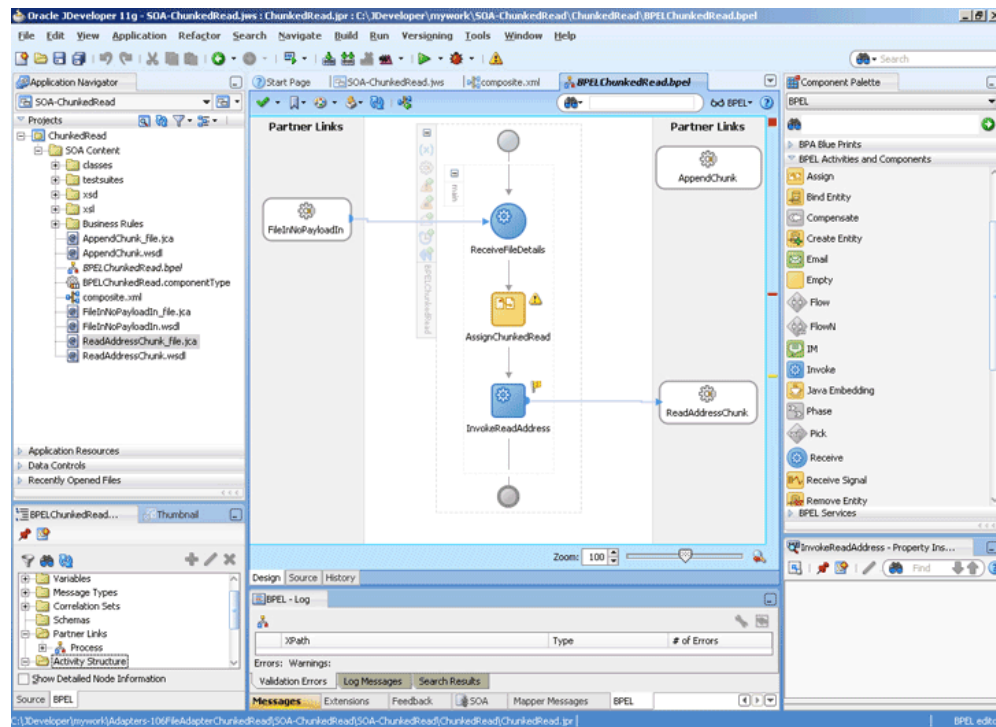 Oracle JDeveloper 11g - SOA-ChunkedRead.jws : ChunkedRead.jpr : C:\JDeveloper\mywork\SOA-ChunkedRead\ChunkedRead\BPELChunkedRead.bpel
File Edit View Application Refactor Search Navigate Build Run Versioning Tools Window Help
Search
Application Navigator
SOA-ChunkedRead
Projects
ChunkedRead
SOA Content
classes
testsuites
xsd
xsl
Business Rules
AppendChunk_file.jca
AppendChunk.wsdl
BPELChunkedRead.bpel
BPELChunkedRead.componentType
composite.xml
FileInNoPayloadIn_file.jca
FileInNoPayloadIn.wsdl
ReadAddressChunk_file.jca
ReadAddressChunk.wsdl
Application Resources
Data Controls
Recently Opened Files
BPELChunkedRead... Thumbnail
Variables
Message Types
Correlation Sets
Schemas
Partner Links
Process
Activity Structure
Show Detailed Node Information
Source BPEL
Start Page SOA-ChunkedRead.jws composite.xml BPELChunkedRead.bpel
BPEL
Partner Links
Partner Links
main
BPELChunkedRead
AppendChunk
FileInNoPayloadIn
ReceiveFileDetails
AssignChunkedRead
InvokeReadAddress
ReadAddressChunk
Zoom: 100
Design Source History
BPEL - Log
XPath Type # of Errors
Errors: Warnings:
Validation Errors Log Messages Search Results
Messages Extensions Feedback SOA Mapper Messages BPEL
Component Palette
BPEL
BPA Blue Prints
BPEL Activities and Components
Assign
Bind Entity
Compensate
Create Entity
Email
Empty
Flow
FlowN
IM
Invoke
Java Embedding
Phase
Pick
Receive
Receive Signal
Remove Entity
BPEL Services
InvokeReadAddress - Property Ins...
Find
C:\JDeveloper\mywork\Adapters-106FileAdapterChunkedRead\SOA-ChunkedRead\SOA-ChunkedRead\ChunkedRead\ChunkedRead.jpr
BPEL edit